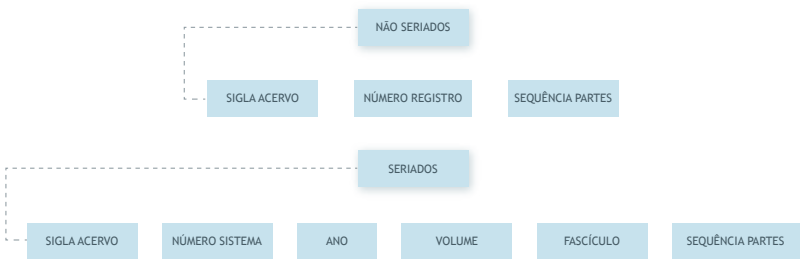 NÃO SERIADOS
SIGLA ACERVO NÚMERO REGISTRO SEQUÊNCIA PARTES
SERIADOS
SIGLA ACERVO NÚMERO SISTEMA ANO VOLUME FASCÍCULO SEQUÊNCIA PARTES